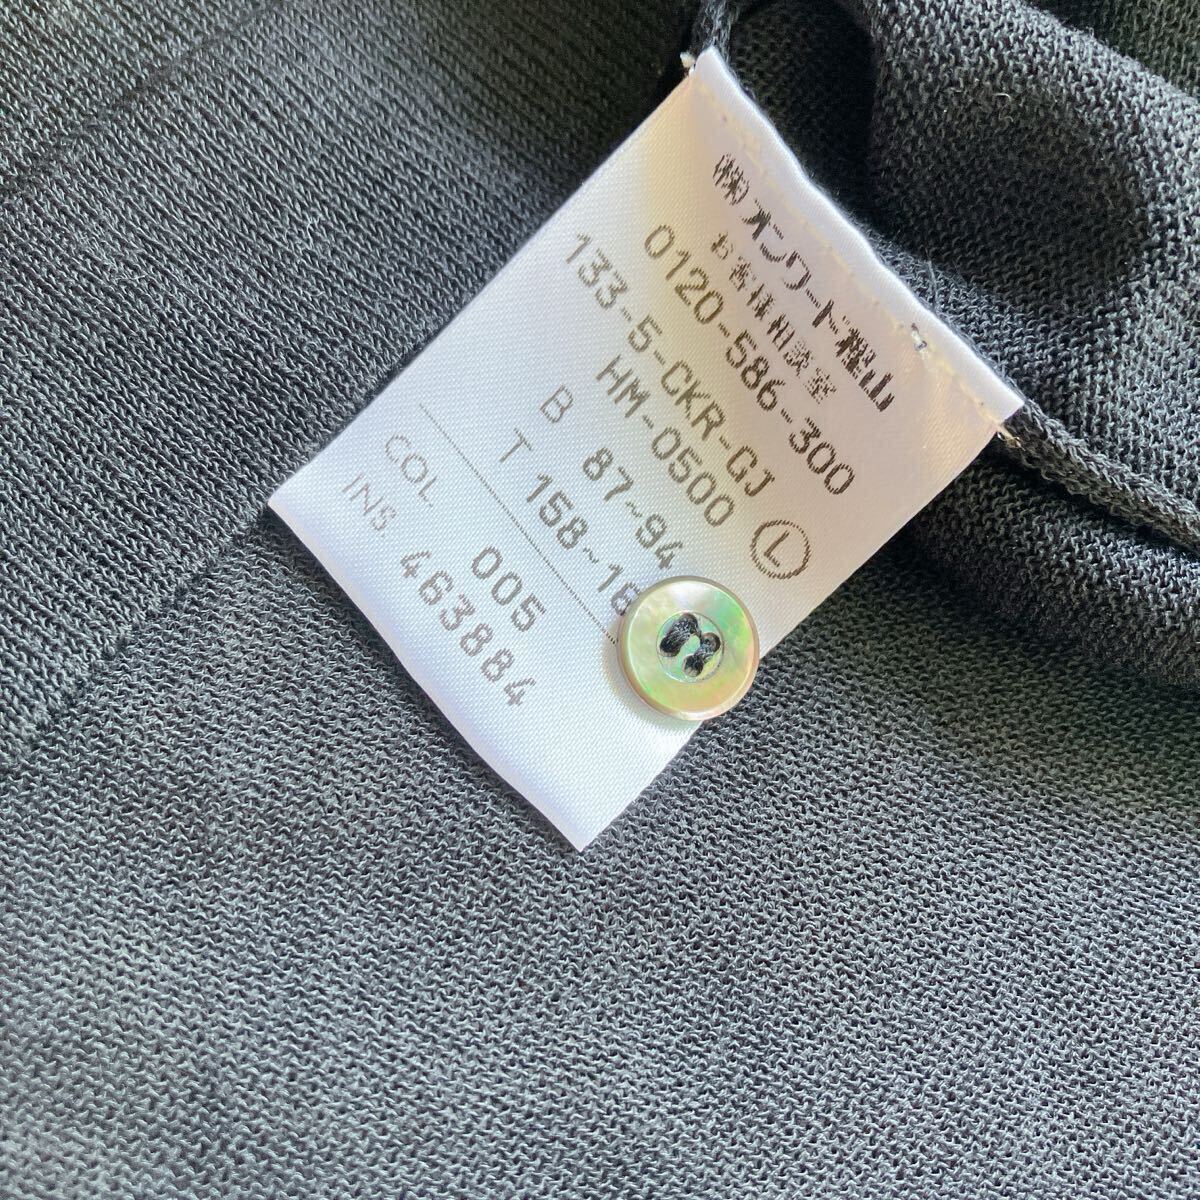 ㈱オンワード樫山
お客様相談室
0120-586-300
133-5-CKR-GJ
HM-0500
B 87~94 L
T 158~16
COL 005
INS. 463884